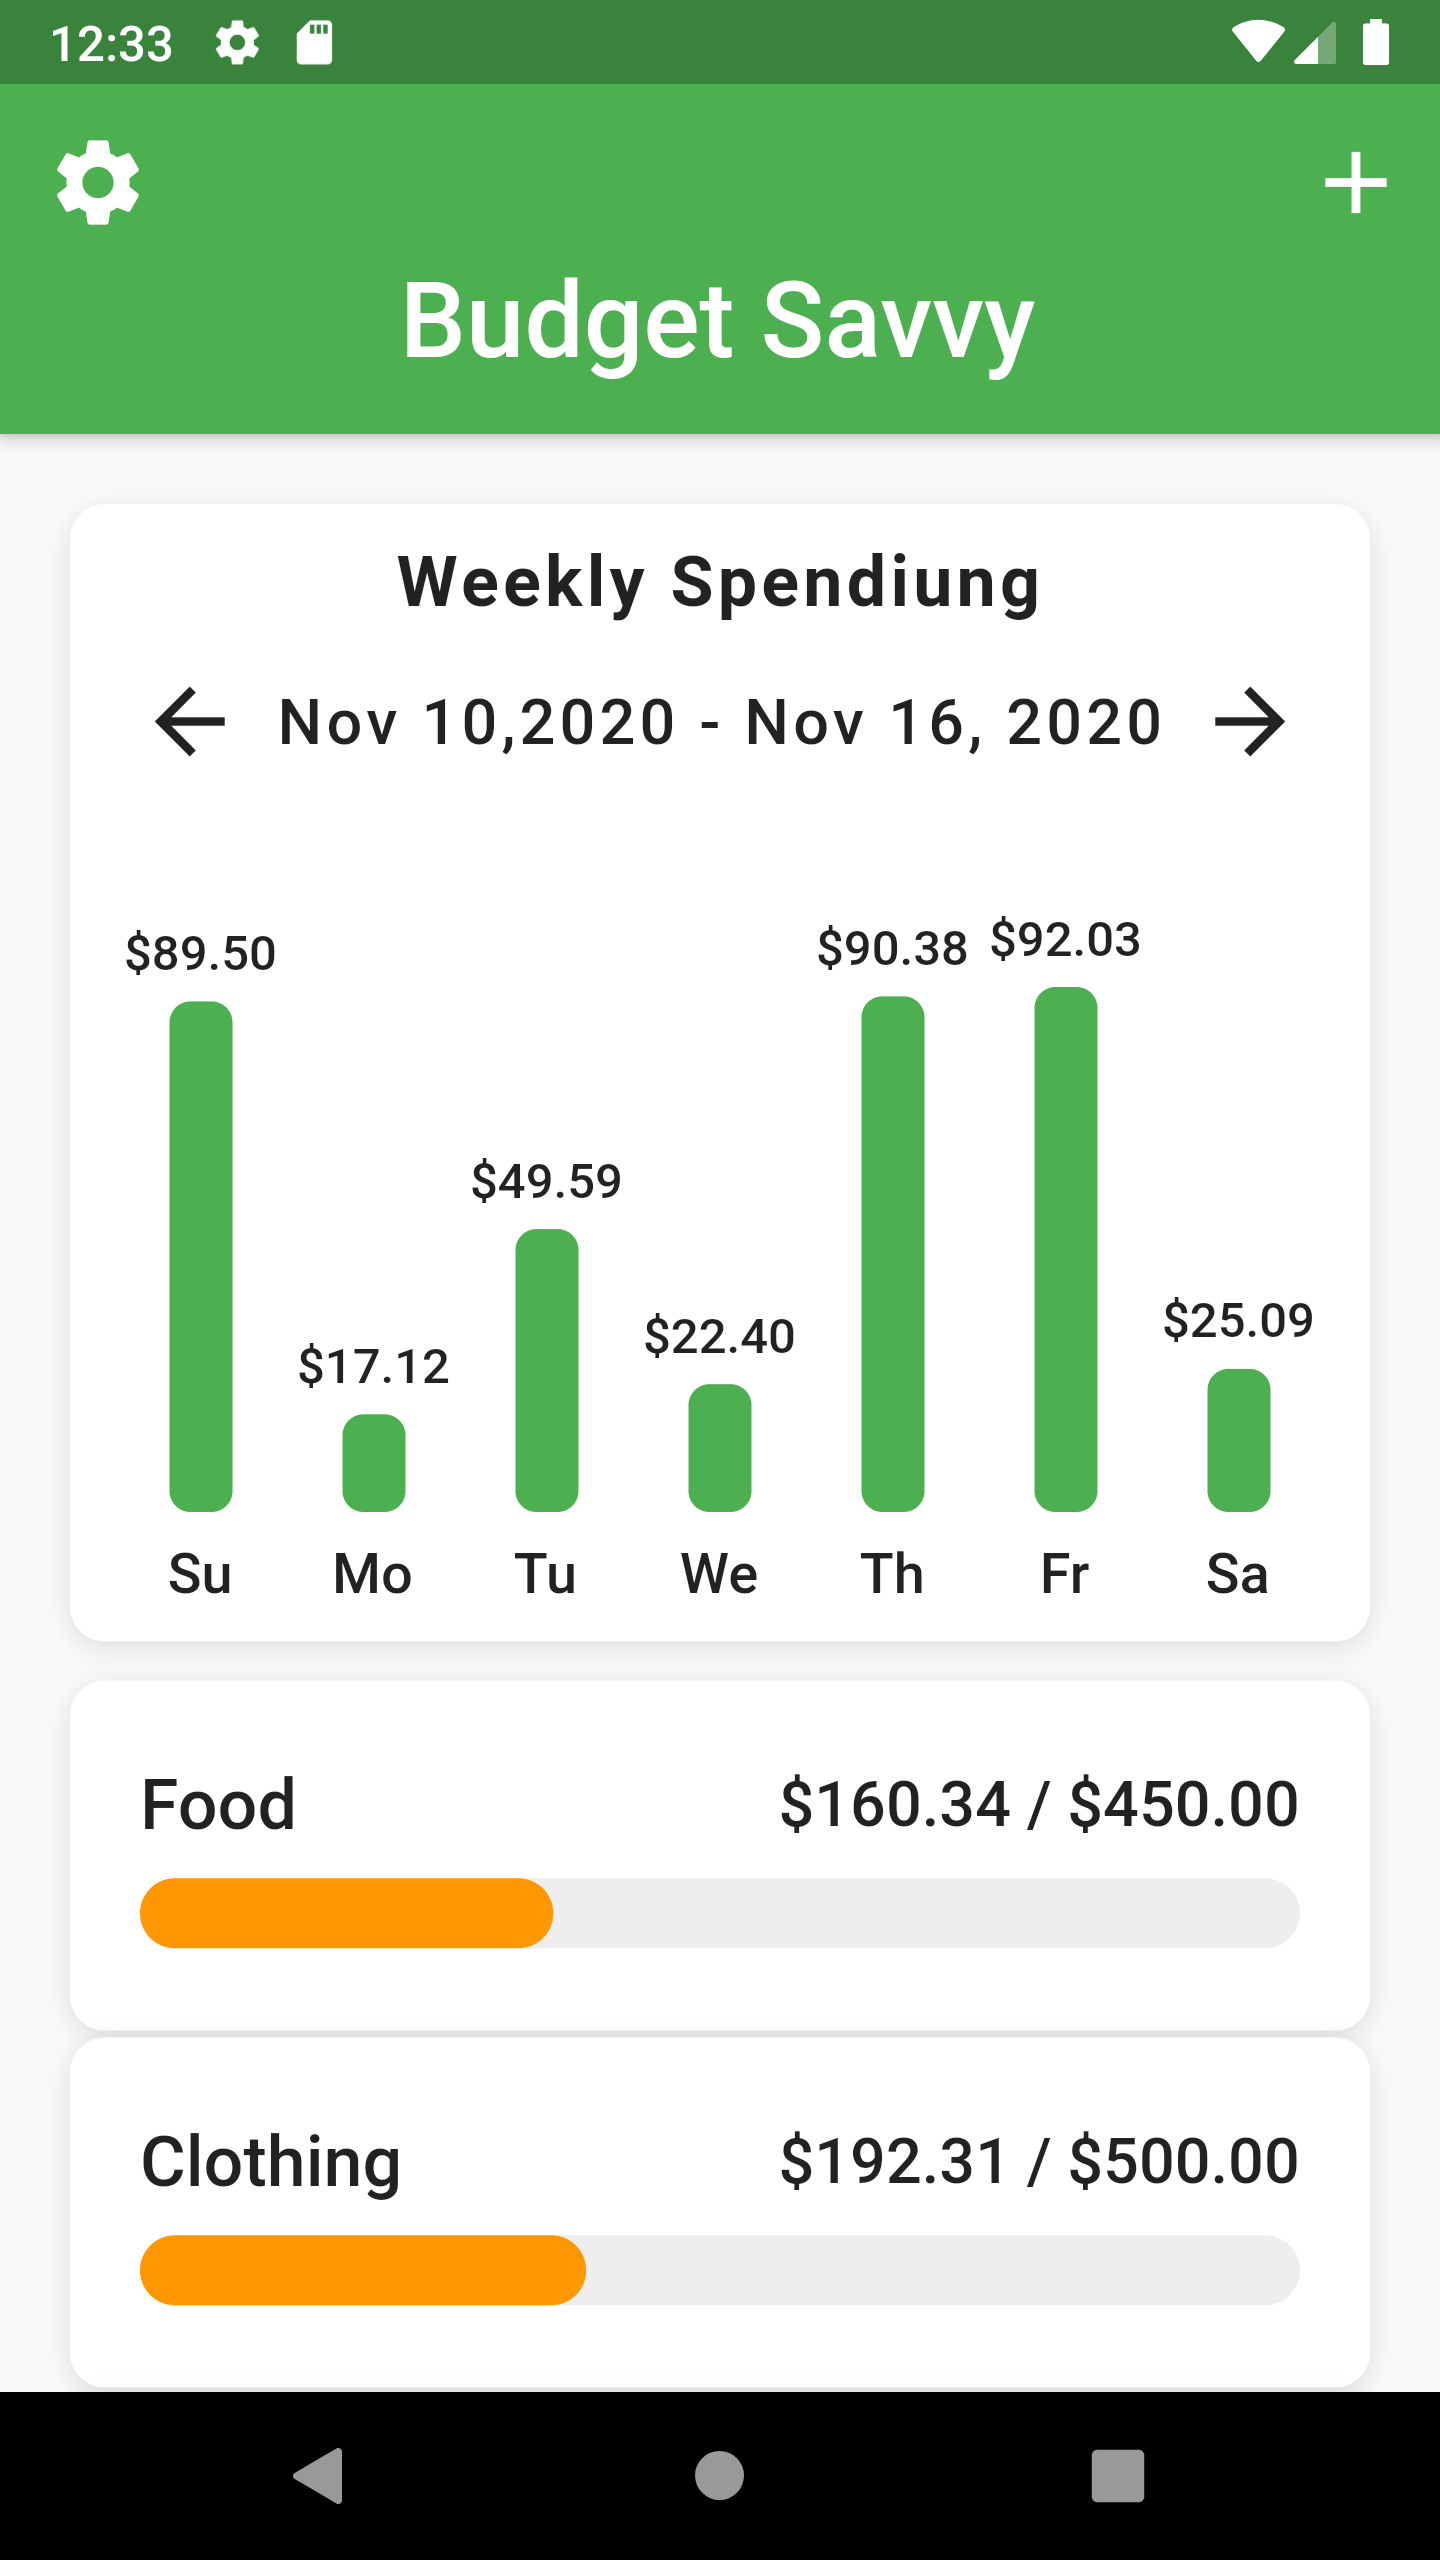 12:33
Budget Savvy
Weekly Spendiung
Nov 10,2020 - Nov 16, 2020
$89.50 $17.12 $49.59 $22.40 $90.38 $92.03 $25.09
Su Mo Tu We Th Fr Sa
Food $160.34 / $450.00
Clothing $192.31 / $500.00